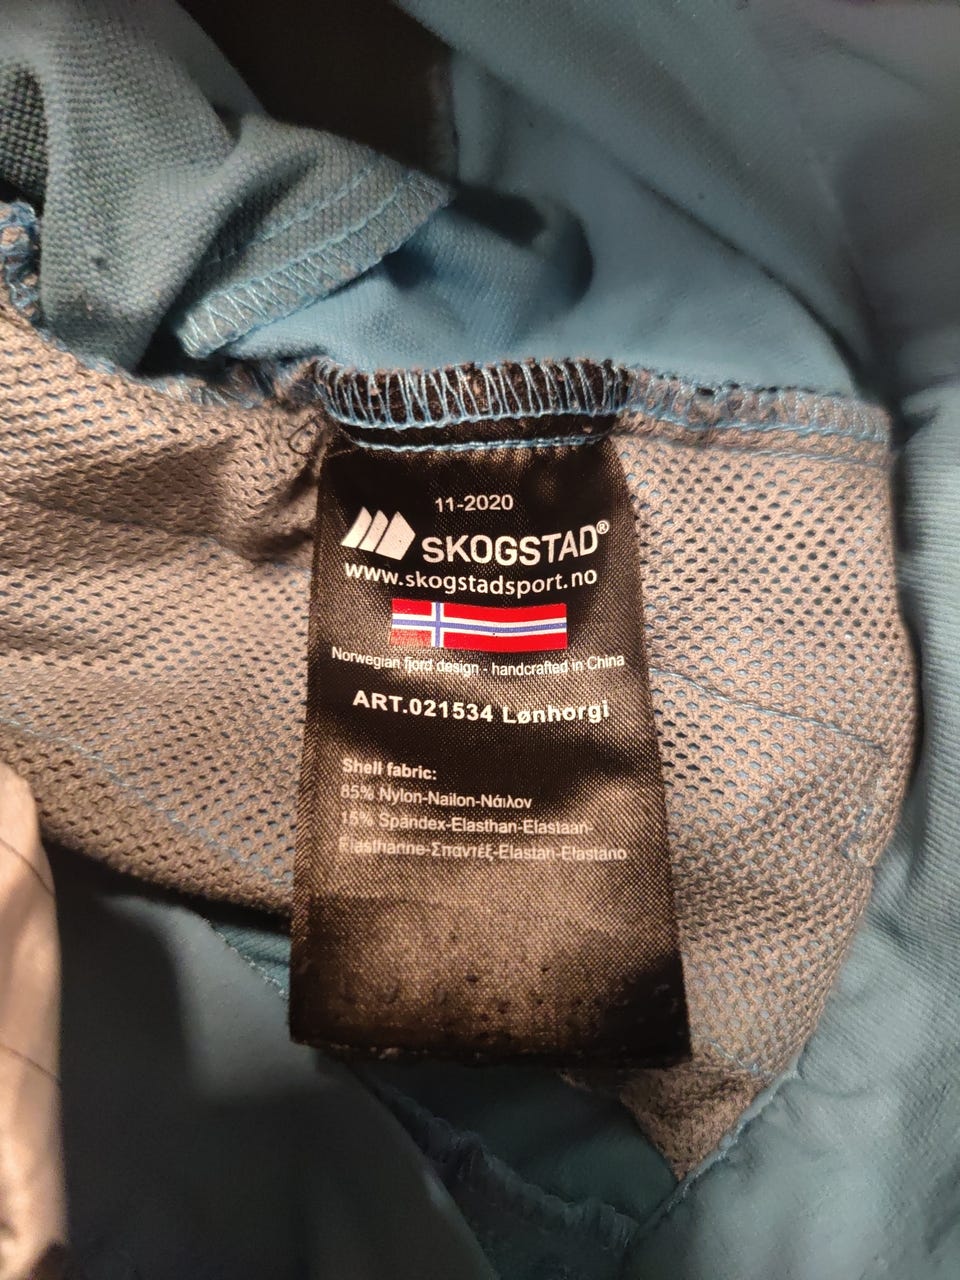 11-2020
SKOGSTAD®
www.skogstadsport.no
Norwegian fjord design - handcrafted in China
ART.021534 Lønhorgi
Shell fabric:
85% Nylon-Nailon-Νάιλον
15% Spandex-Elasthan-Elastaan-
Elasthanne-Σπαντέξ-Elastan-Elastano